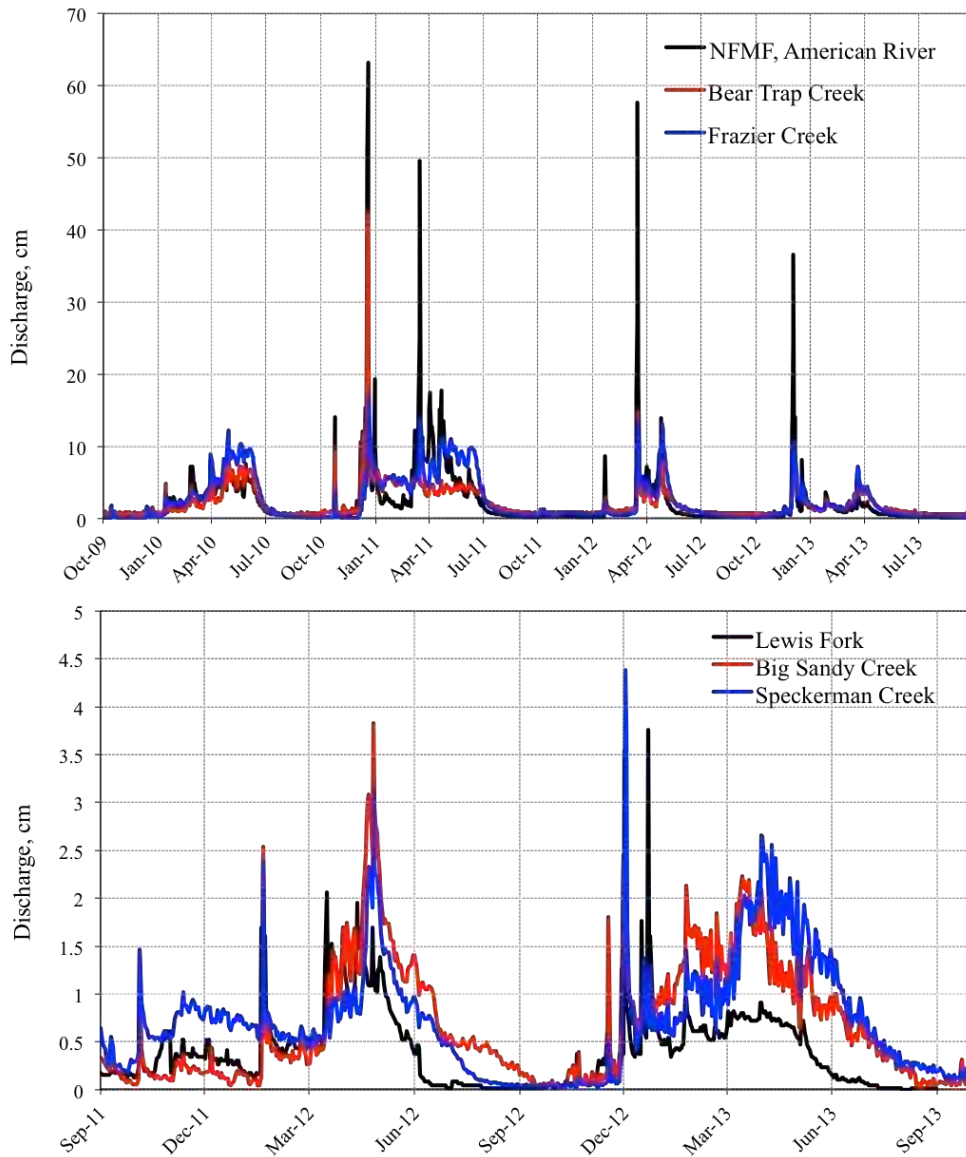 70
60
50
40
30
20
10
0
Discharge, cm
NFMF, American River
Bear Trap Creek
Frazier Creek
Oct-09
Jan-10
Apr-10
Jul-10
Oct-10
Jan-11
Apr-11
Jul-11
Oct-11
Jan-12
Apr-12
Jul-12
Oct-12
Jan-13
Apr-13
Jul-13
5
4.5
4
3.5
3
2.5
2
1.5
1
0.5
0
Discharge, cm
Lewis Fork
Big Sandy Creek
Speckerman Creek
Sep-11
Dec-11
Mar-12
Jun-12
Sep-12
Dec-12
Mar-13
Jun-13
Sep-13